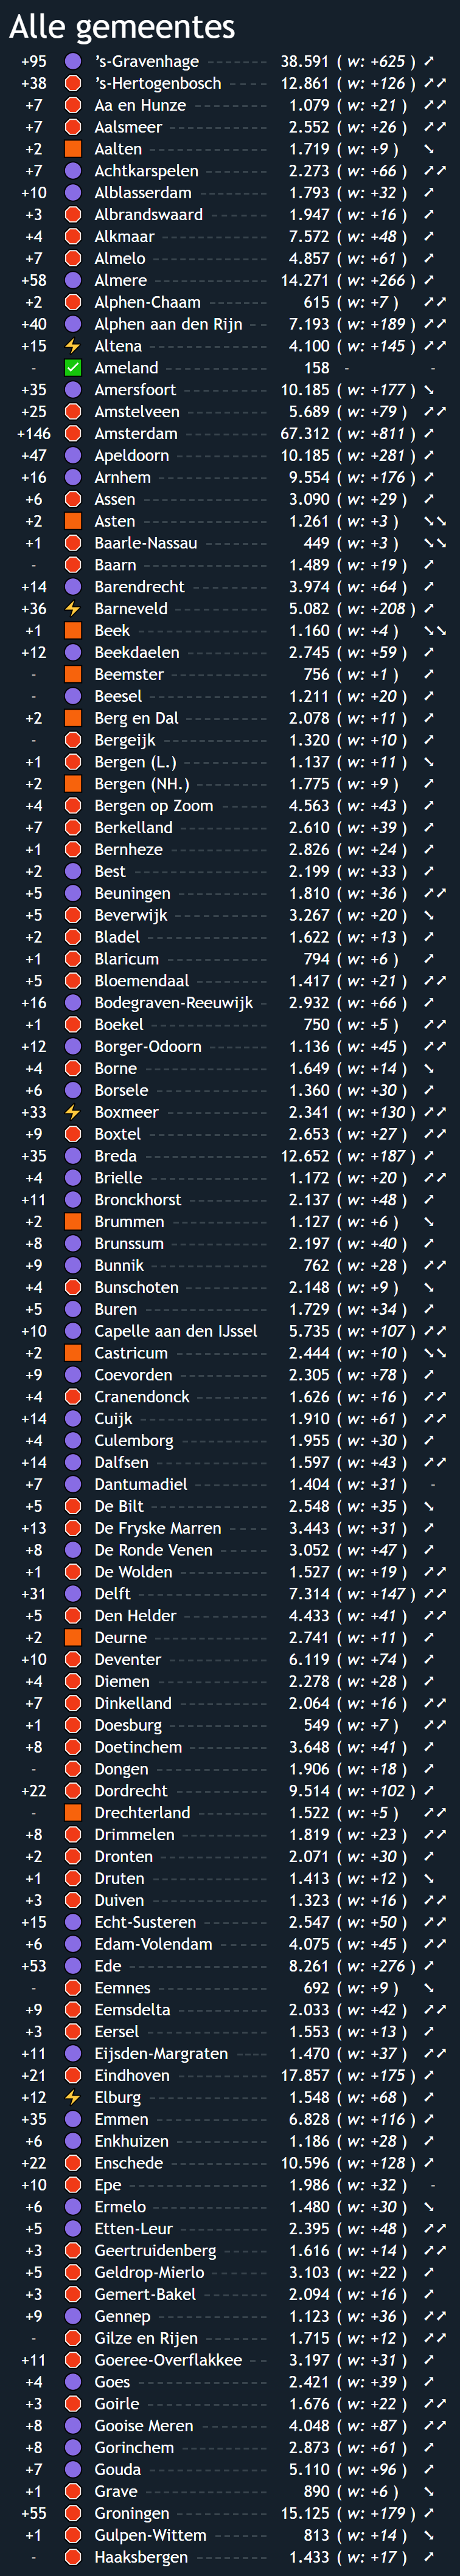 Alle gemeentes
+95 's-Gravenhage 38.591 ( w: +625 )
+38 's-Hertogenbosch 12.861 ( w: +126 )
+7 Aa en Hunze 1.079 ( w: +21 )
+7 Aalsmeer 2.552 ( w: +26 )
+2 Aalten 1.719 ( w: +9 )
+7 Achtkarspelen 2.273 ( w: +66 )
+10 Alblasserdam 1.793 ( w: +32 )
+3 Albrandswaard 1.947 ( w: +16 )
+4 Alkmaar 7.572 ( w: +48 )
+7 Almelo 4.857 ( w: +61 )
+58 Almere 14.271 ( w: +266 )
+2 Alphen-Chaam 615 ( w: +7 )
+40 Alphen aan den Rijn 7.193 ( w: +189 )
+15 Altena 4.100 ( w: +145 )
- Ameland 158 - -
+35 Amersfoort 10.185 ( w: +177 )
+25 Amstelveen 5.689 ( w: +79 )
+146 Amsterdam 67.312 ( w: +811 )
+47 Apeldoorn 10.185 ( w: +281 )
+16 Arnhem 9.554 ( w: +176 )
+6 Assen 3.090 ( w: +29 )
+2 Asten 1.261 ( w: +3 )
+1 Baarle-Nassau 449 ( w: +3 )
- Baarn 1.489 ( w: +19 )
+14 Barendrecht 3.974 ( w: +64 )
+36 Barneveld 5.082 ( w: +208 )
+1 Beek 1.160 ( w: +4 )
+12 Beekdaelen 2.745 ( w: +59 )
- Beemster 756 ( w: +1 )
- Beesel 1.211 ( w: +20 )
+2 Berg en Dal 2.078 ( w: +11 )
- Bergeijk 1.320 ( w: +10 )
+1 Bergen (L.) 1.137 ( w: +11 )
+2 Bergen (NH.) 1.775 ( w: +9 )
+4 Bergen op Zoom 4.563 ( w: +43 )
+7 Berkelland 2.610 ( w: +39 )
+1 Bernheze 2.826 ( w: +24 )
+2 Best 2.199 ( w: +33 )
+5 Beuningen 1.810 ( w: +36 )
+5 Beverwijk 3.267 ( w: +20 )
+2 Bladel 1.622 ( w: +13 )
+1 Blaricum 794 ( w: +6 )
+5 Bloemendaal 1.417 ( w: +21 )
+16 Bodegraven-Reeuwijk 2.932 ( w: +66 )
+1 Boekel 750 ( w: +5 )
+12 Borger-Odoorn 1.136 ( w: +45 )
+4 Borne 1.649 ( w: +14 )
+6 Borsele 1.360 ( w: +30 )
+33 Boxmeer 2.341 ( w: +130 )
+9 Boxtel 2.653 ( w: +27 )
+35 Breda 12.652 ( w: +187 )
+4 Brielle 1.172 ( w: +20 )
+11 Bronckhorst 2.137 ( w: +48 )
+2 Brummen 1.127 ( w: +6 )
+8 Brunssum 2.197 ( w: +40 )
+9 Bunnik 762 ( w: +28 )
+4 Bunschoten 2.148 ( w: +9 )
+5 Buren 1.729 ( w: +34 )
+10 Capelle aan den IJssel 5.735 ( w: +107 )
+2 Castricum 2.444 ( w: +10 )
+9 Coevorden 2.305 ( w: +78 )
+4 Cranendonck 1.626 ( w: +16 )
+14 Cuijk 1.910 ( w: +61 )
+4 Culemborg 1.955 ( w: +30 )
+14 Dalfsen 1.597 ( w: +43 )
+7 Dantumadiel 1.404 ( w: +31 ) -
+5 De Bilt 2.548 ( w: +35 )
+13 De Fryske Marren 3.443 ( w: +31 )
+8 De Ronde Venen 3.052 ( w: +47 )
+1 De Wolden 1.527 ( w: +19 )
+31 Delft 7.314 ( w: +147 )
+5 Den Helder 4.433 ( w: +41 )
+2 Deurne 2.741 ( w: +11 )
+10 Deventer 6.119 ( w: +74 )
+4 Diemen 2.278 ( w: +28 )
+7 Dinkelland 2.064 ( w: +16 )
+1 Doesburg 549 ( w: +7 )
+8 Doetinchem 3.648 ( w: +41 )
- Dongen 1.906 ( w: +18 )
+22 Dordrecht 9.514 ( w: +102 )
- Drechterland 1.522 ( w: +5 )
+8 Drimmelen 1.819 ( w: +23 )
+2 Dronten 2.071 ( w: +30 )
+1 Druten 1.413 ( w: +12 )
+3 Duiven 1.323 ( w: +16 )
+15 Echt-Susteren 2.547 ( w: +50 )
+6 Edam-Volendam 4.075 ( w: +45 )
+53 Ede 8.261 ( w: +276 )
- Eemnes 692 ( w: +9 )
+9 Eemsdelta 2.033 ( w: +42 )
+3 Eersel 1.553 ( w: +13 )
+11 Eijsden-Margraten 1.470 ( w: +37 )
+21 Eindhoven 17.857 ( w: +175 )
+12 Elburg 1.548 ( w: +68 )
+35 Emmen 6.828 ( w: +116 )
+6 Enkhuizen 1.186 ( w: +28 )
+22 Enschede 10.596 ( w: +128 )
+10 Epe 1.986 ( w: +32 ) -
+6 Ermelo 1.480 ( w: +30 )
+5 Etten-Leur 2.395 ( w: +48 )
+3 Geertruidenberg 1.616 ( w: +14 )
+5 Geldrop-Mierlo 3.103 ( w: +22 )
+3 Gemert-Bakel 2.094 ( w: +16 )
+9 Gennep 1.123 ( w: +36 )
- Gilze en Rijen 1.715 ( w: +12 )
+11 Goeree-Overflakkee 3.197 ( w: +31 )
+4 Goes 2.421 ( w: +39 )
+3 Goirle 1.676 ( w: +22 )
+8 Gooise Meren 4.048 ( w: +87 )
+8 Gorinchem 2.873 ( w: +61 )
+7 Gouda 5.110 ( w: +96 )
+1 Grave 890 ( w: +6 )
+55 Groningen 15.125 ( w: +179 )
+1 Gulpen-Wittem 813 ( w: +14 )
- Haaksbergen 1.433 ( w: +17 )